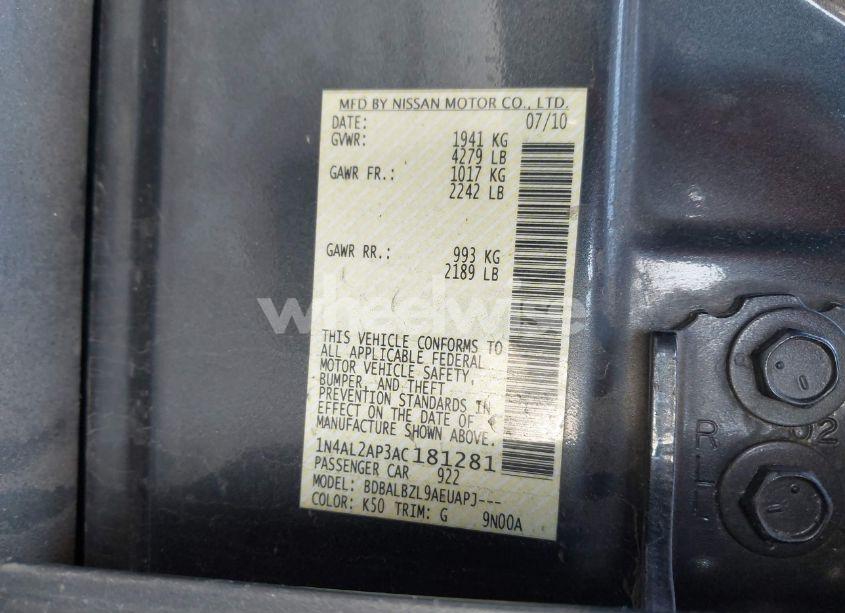 MFD BY NISSAN MOTOR CO., LTD.
DATE: 07/10
GVWR: 1941 KG
4279 LB
GAWR FR.: 1017 KG
2242 LB
GAWR RR.: 993 KG
2189 LB
wheelwise
THIS VEHICLE CONFORMS TO
ALL APPLICABLE FEDERAL
MOTOR VEHICLE SAFETY,
BUMPER, AND THEFT
PREVENTION STANDARDS IN
EFFECT ON THE DATE OF
MANUFACTURE SHOWN ABOVE.
1N4AL2AP3AC181281
PASSENGER CAR 922
MODEL: BDBALBZL9AEUAPJ---
COLOR: K50 TRIM: G 9N00A